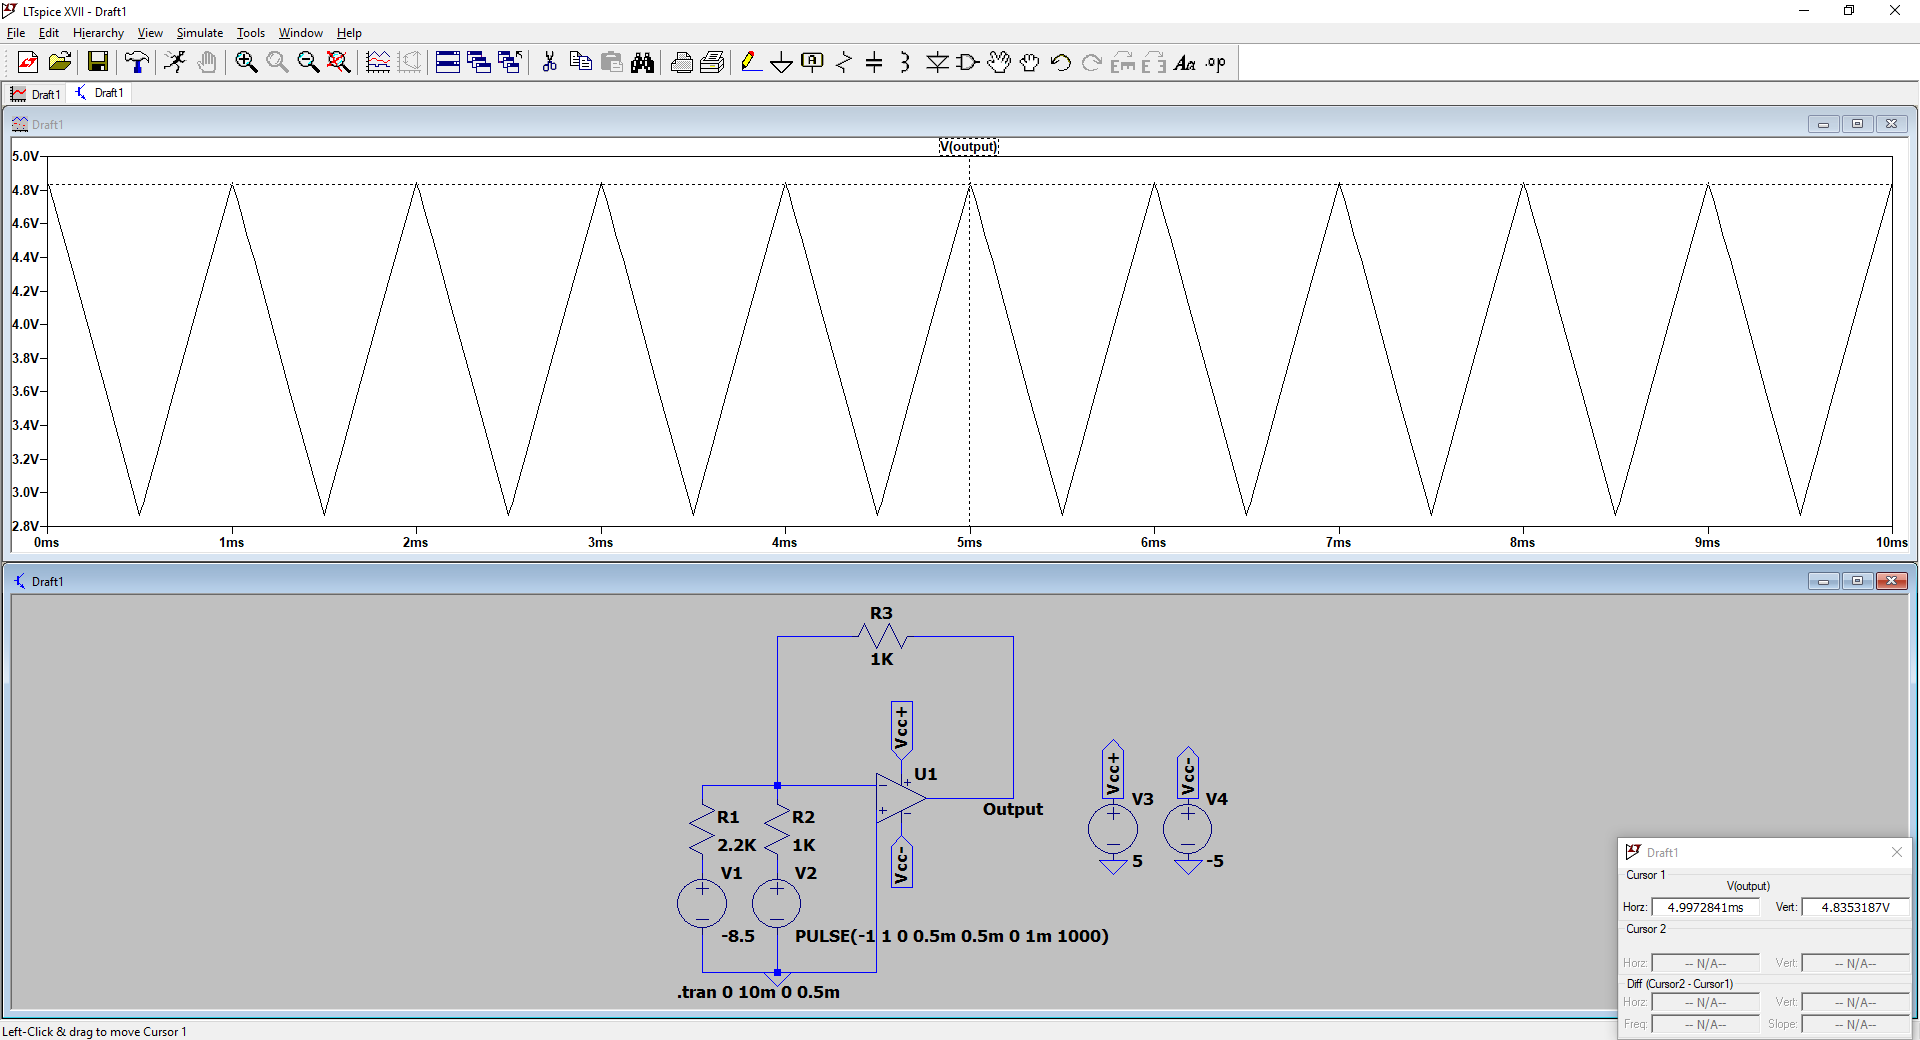 LTspice XVII - Draft1
File Edit Hierarchy View Simulate Tools Window Help
Draft1 Draft1
Draft1
V(output)
5.0V
4.8V
4.6V
4.4V
4.2V
4.0V
3.8V
3.6V
3.4V
3.2V
3.0V
2.8V
0ms 1ms 2ms 3ms 4ms 5ms 6ms 7ms 8ms 9ms 10ms
Draft1
R3
1K
Vcc+
U1
Output
R1
2.2K
R2
1K
V1
-8.5
V2
PULSE(-1 1 0 0.5m 0.5m 0 1m 1000)
Vcc-
Vcc+
V3
5
Vcc-
V4
-5
.tran 0 10m 0 0.5m
Draft1
Cursor 1
V(output)
Horz: 4.9972841ms Vert: 4.8353187V
Cursor 2
Horz: -- N/A-- Vert: -- N/A--
Diff (Cursor2 - Cursor1)
Horz: -- N/A-- Vert: -- N/A--
Freq: -- N/A-- Slope: -- N/A--
Left-Click & drag to move Cursor 1